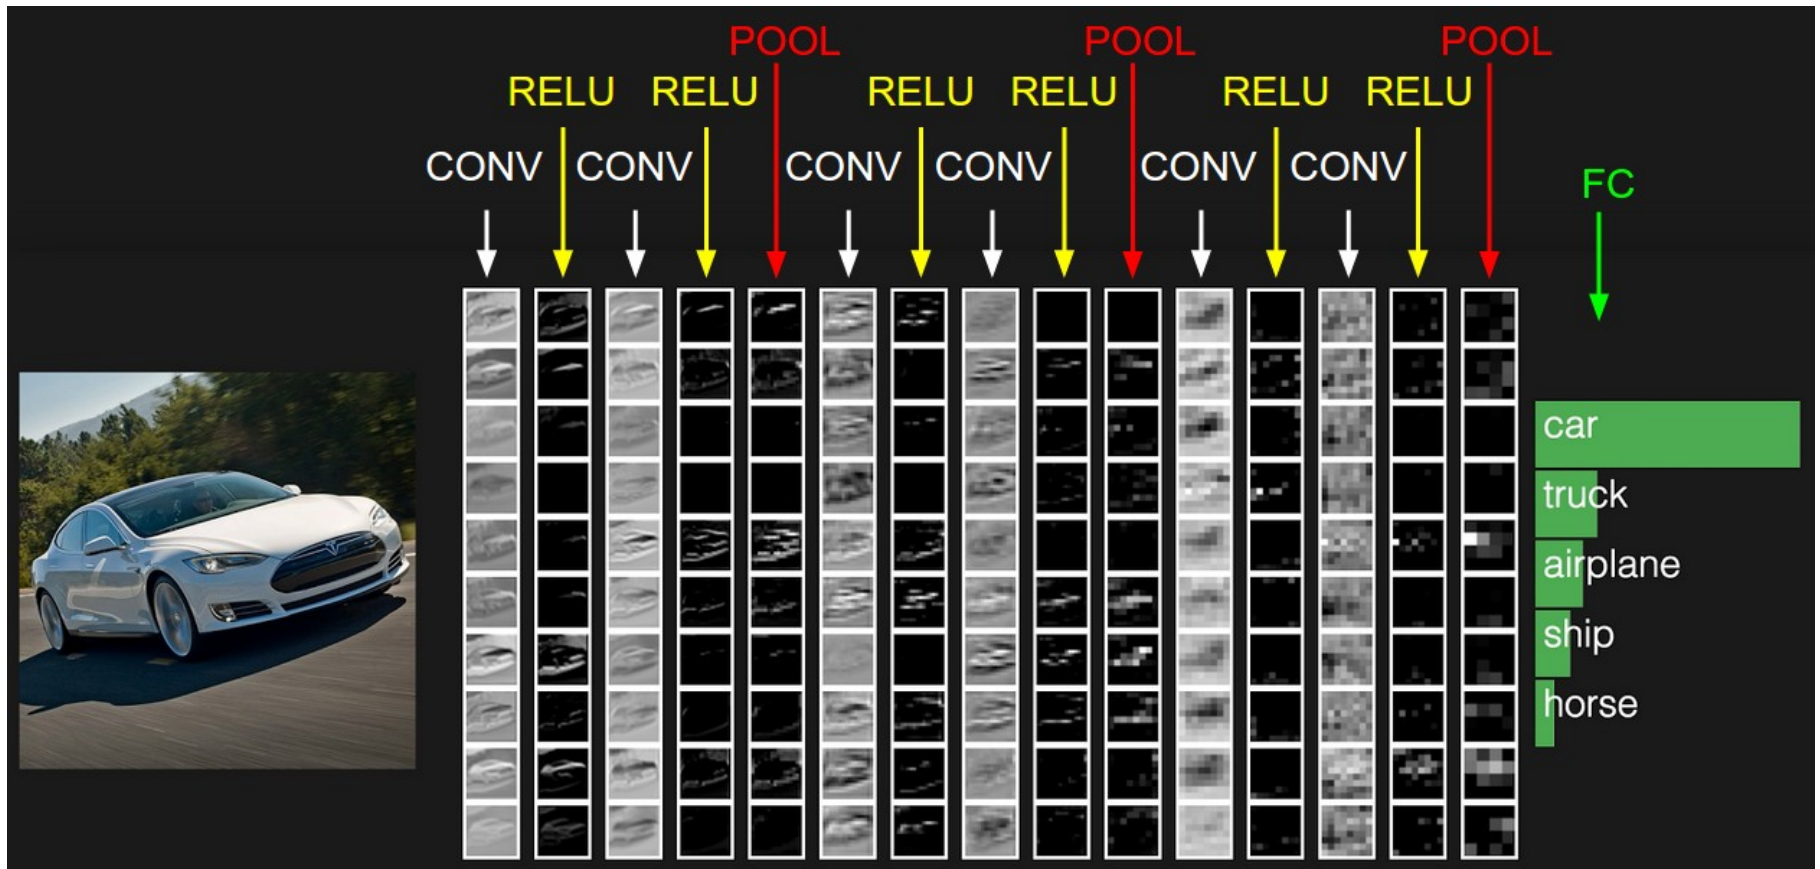 POOL POOL POOL
RELU RELU RELU RELU RELU RELU
CONV CONV CONV CONV CONV CONV
FC
car
truck
airplane
ship
horse